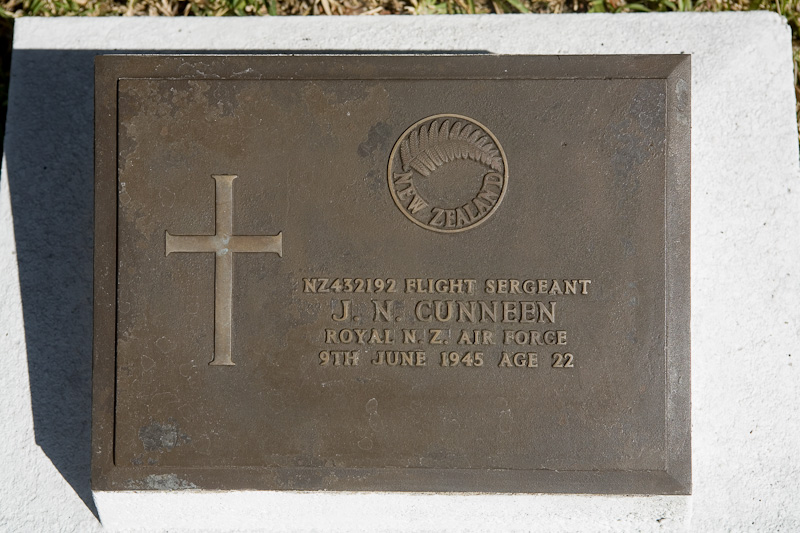 NEW ZEALAND
NZ432192 FLIGHT SERGEANT
J. N. CUNNEEN
ROYAL N. Z. AIR FORCE
9TH JUNE 1945 AGE 22